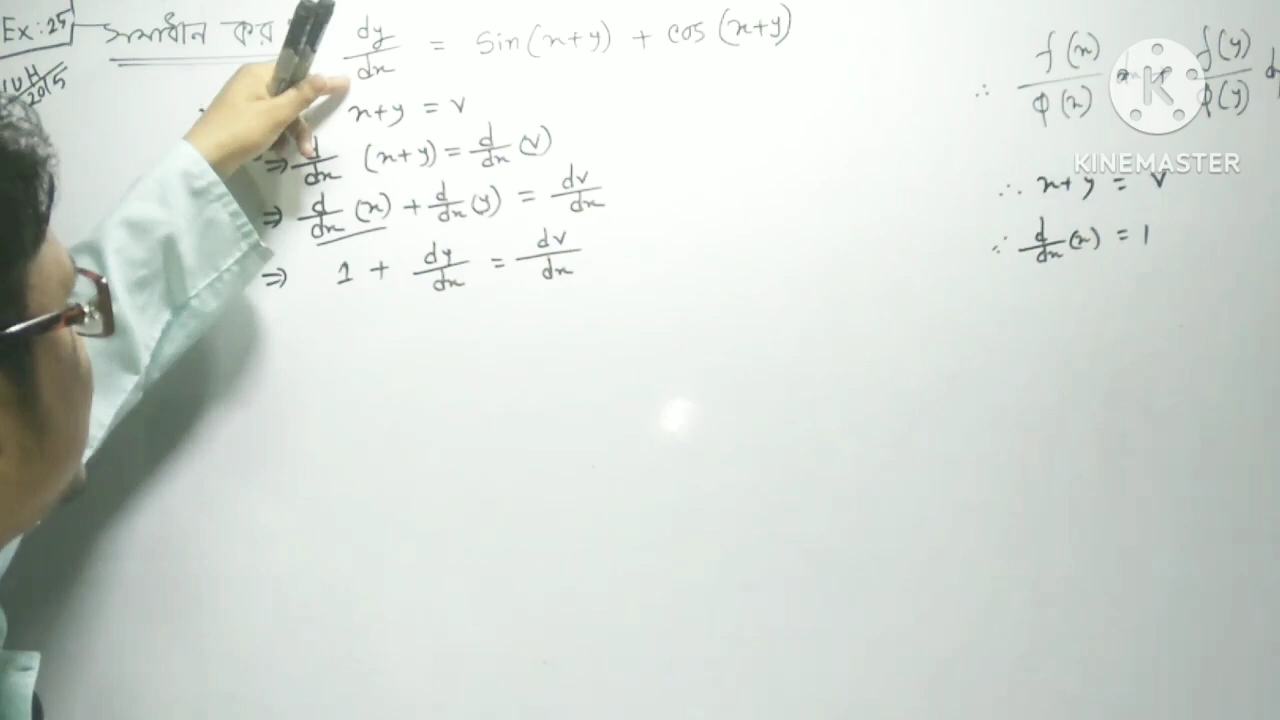 Ex: 25 সমাধান কর dy/dx = Sin(x+y) + cos(x+y)
2015
x+y = v
⇒ d/dx (x+y) = d/dx (v)
⇒ d/dx (x) + d/dx (y) = dv/dx
⇒ 1 + dy/dx = dv/dx
∴ f(x)/φ(x) f(y)/φ(y)
KINEMASTER
∴ x+y = v
∴ d/dx (x) = 1